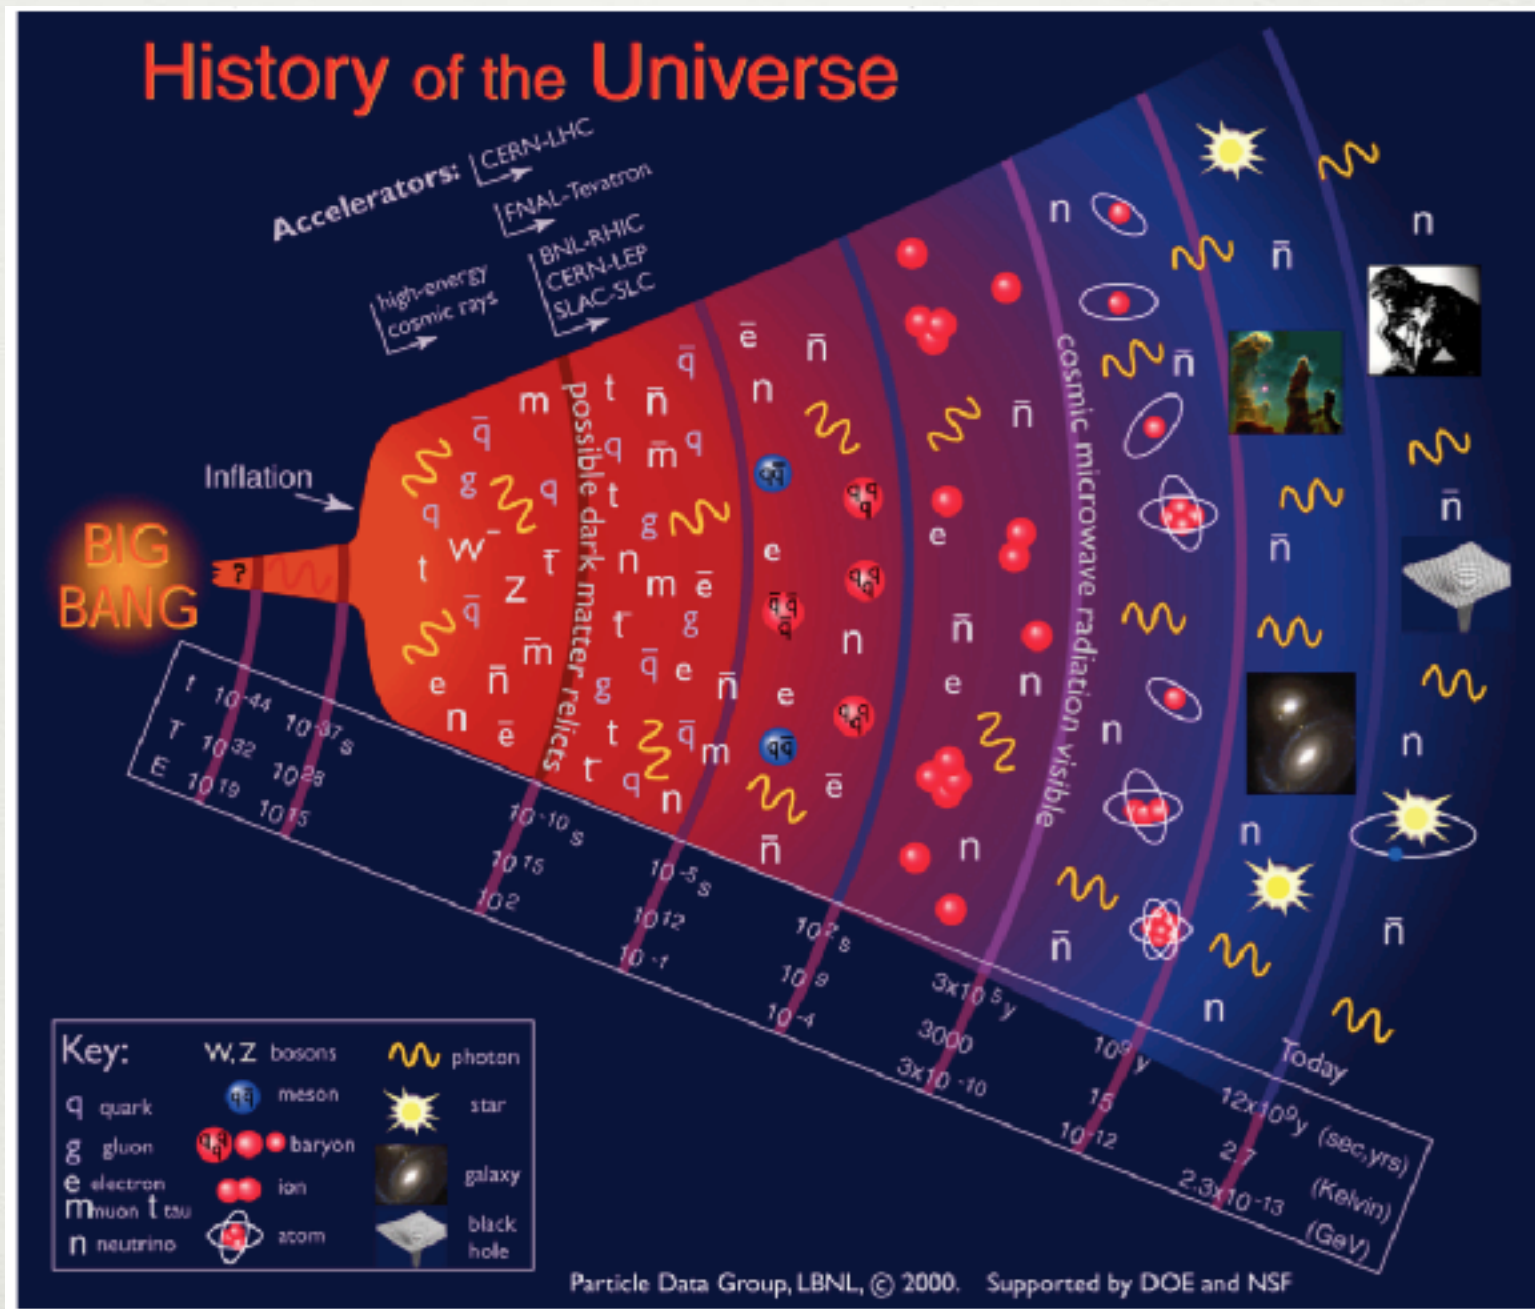 History of the Universe
Accelerators:
CERN-LHC
FNAL-Tevatron
BNL-RHIC
CERN-LEP
SLAC-SLC
high-energy
cosmic rays
Inflation
BIG
BANG
?
possible dark matter relicts
cosmic microwave radiation visible
q̄
m
t
n̄
q
g
m̄
W⁻
Z
n
e
ē
t 10⁻⁴⁴ 10⁻³⁷ s 10⁻¹⁰ s 10⁻⁵ s 10² s 3x10⁵ y 10⁹ y 12x10⁹ y (sec,yrs)
T 10³² 10²⁸ 10¹⁵ 10¹² 10⁹ 3000 15 2.7 (Kelvin)
E 10¹⁹ 10¹⁵ 10² 10⁻¹ 10⁻⁴ 3x10⁻¹⁰ 10⁻¹² 2.3x10⁻¹³ (GeV)
Today
Key:
q quark
g gluon
e electron
m muon t tau
n neutrino
W, Z bosons
qq̄ meson
qqq baryon
ion
atom
photon
star
galaxy
black
hole
Particle Data Group, LBNL, © 2000. Supported by DOE and NSF